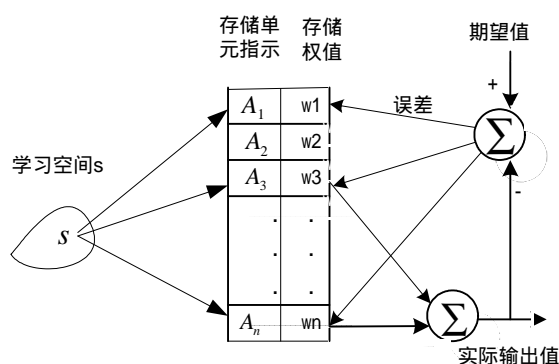 存储单
元指示
存储
权值
期望值
+
误差
A₁ w1
A₂ w2
A₃ w3
. .
. .
. .
Aₙ wn
学习空间s
s
Σ
-
Σ
实际输出值